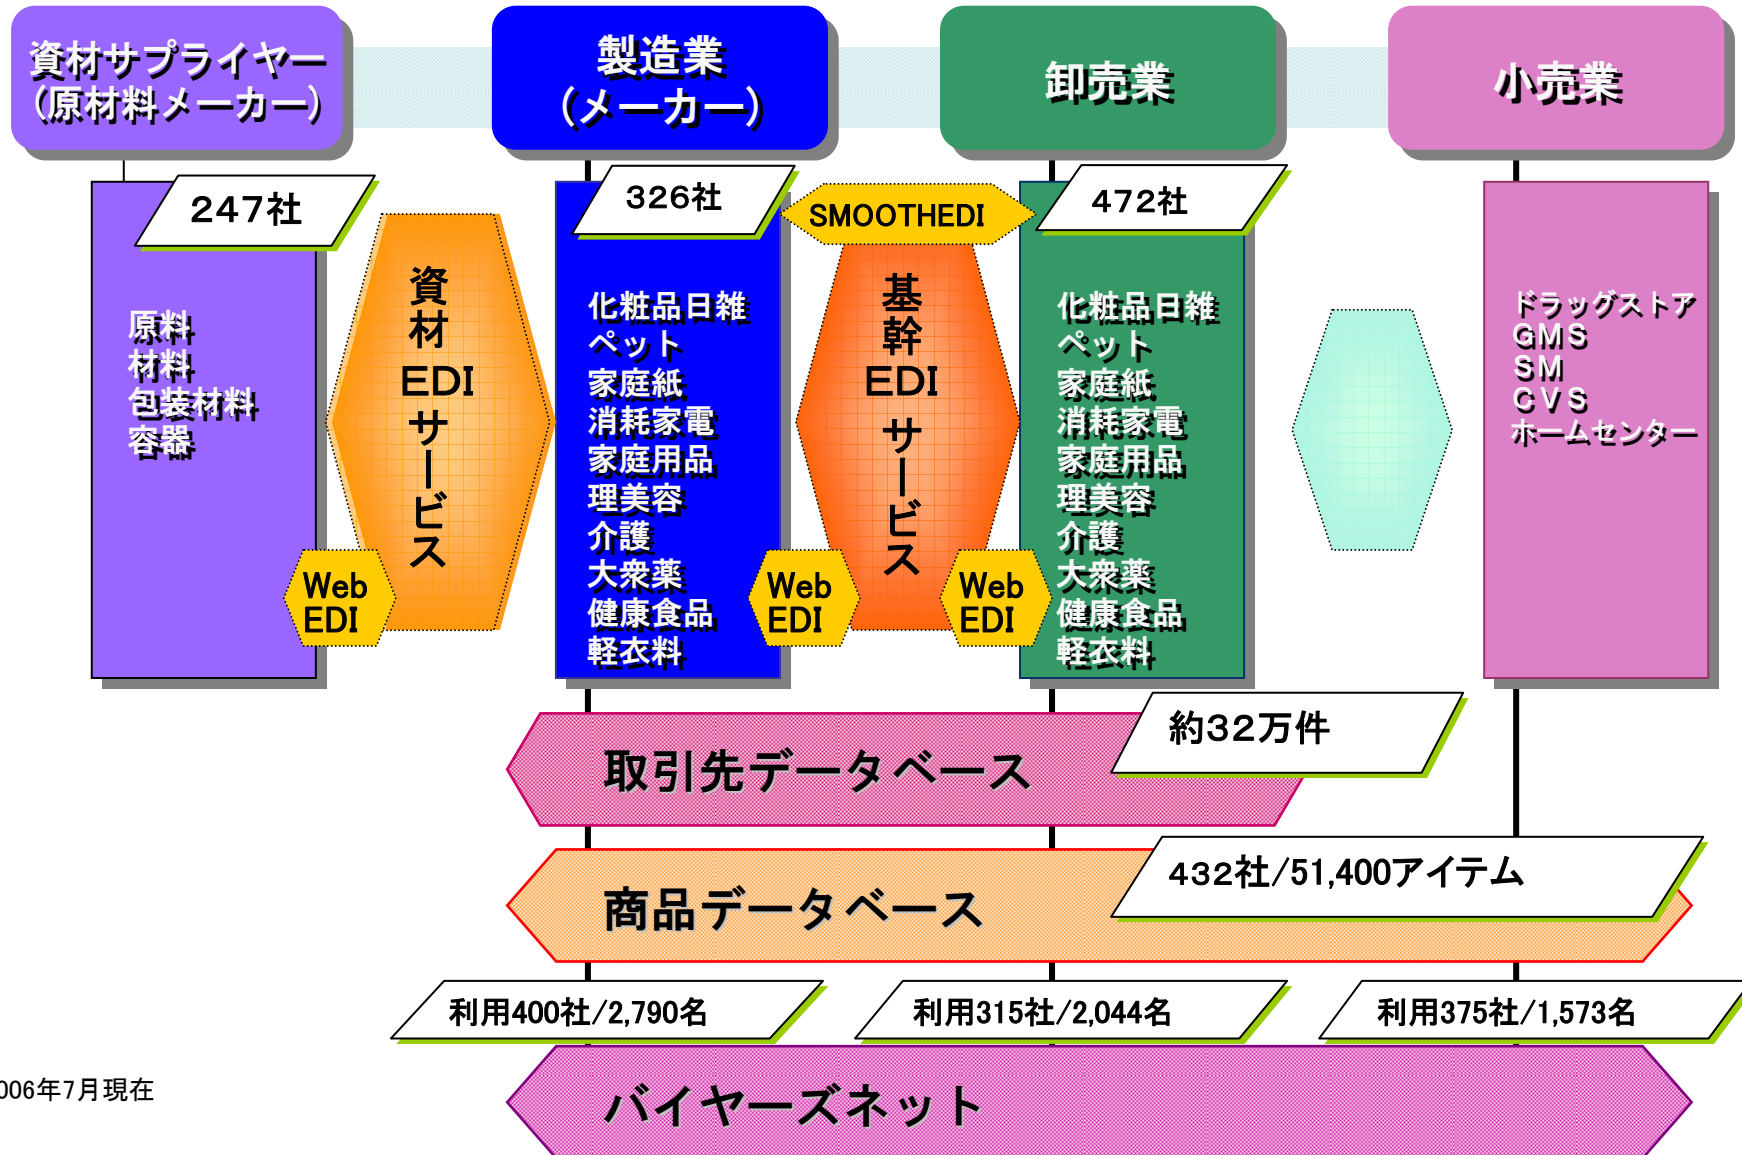 資材サプライヤー
（原材料メーカー）
製造業
（メーカー）
卸売業
小売業
２４７社
３２６社
SMOOTHEDI
４７２社
原料
材料
包装材料
容器
資材EDIサービス
化粧品日雑
ペット
家庭紙
消耗家電
家庭用品
理美容
介護
大衆薬
健康食品
軽衣料
基幹EDIサービス
化粧品日雑
ペット
家庭紙
消耗家電
家庭用品
理美容
介護
大衆薬
健康食品
軽衣料
ドラッグストア
ＧＭＳ
ＳＭ
ＣＶＳ
ホームセンター
Web
EDI
Web
EDI
Web
EDI
取引先データベース
約３２万件
商品データベース
４３２社/51,400アイテム
利用400社/2,790名
利用315社/2,044名
利用375社/1,573名
バイヤーズネット
006年7月現在